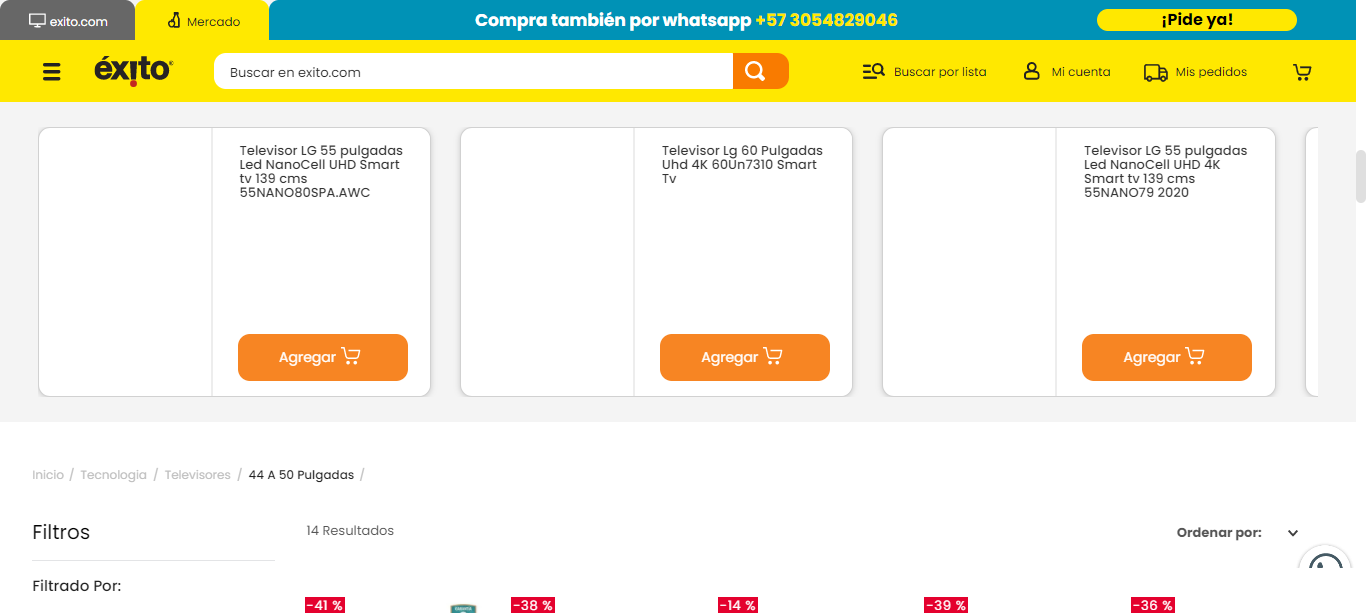 exito.com
Mercado
Compra también por whatsapp +57 3054829046
¡Pide ya!
éxito
Buscar en exito.com
Buscar por lista
Mi cuenta
Mis pedidos
Televisor LG 55 pulgadas
Led NanoCell UHD Smart
tv 139 cms
55NANO80SPA.AWC
Agregar
Televisor Lg 60 Pulgadas
Uhd 4K 60Un7310 Smart
Tv
Agregar
Televisor LG 55 pulgadas
Led NanoCell UHD 4K
Smart tv 139 cms
55NANO79 2020
Agregar
Inicio / Tecnología / Televisores / 44 A 50 Pulgadas /
Filtros
14 Resultados
Ordenar por:
Filtrado Por:
-41 %
-38 %
-14 %
-39 %
-36 %